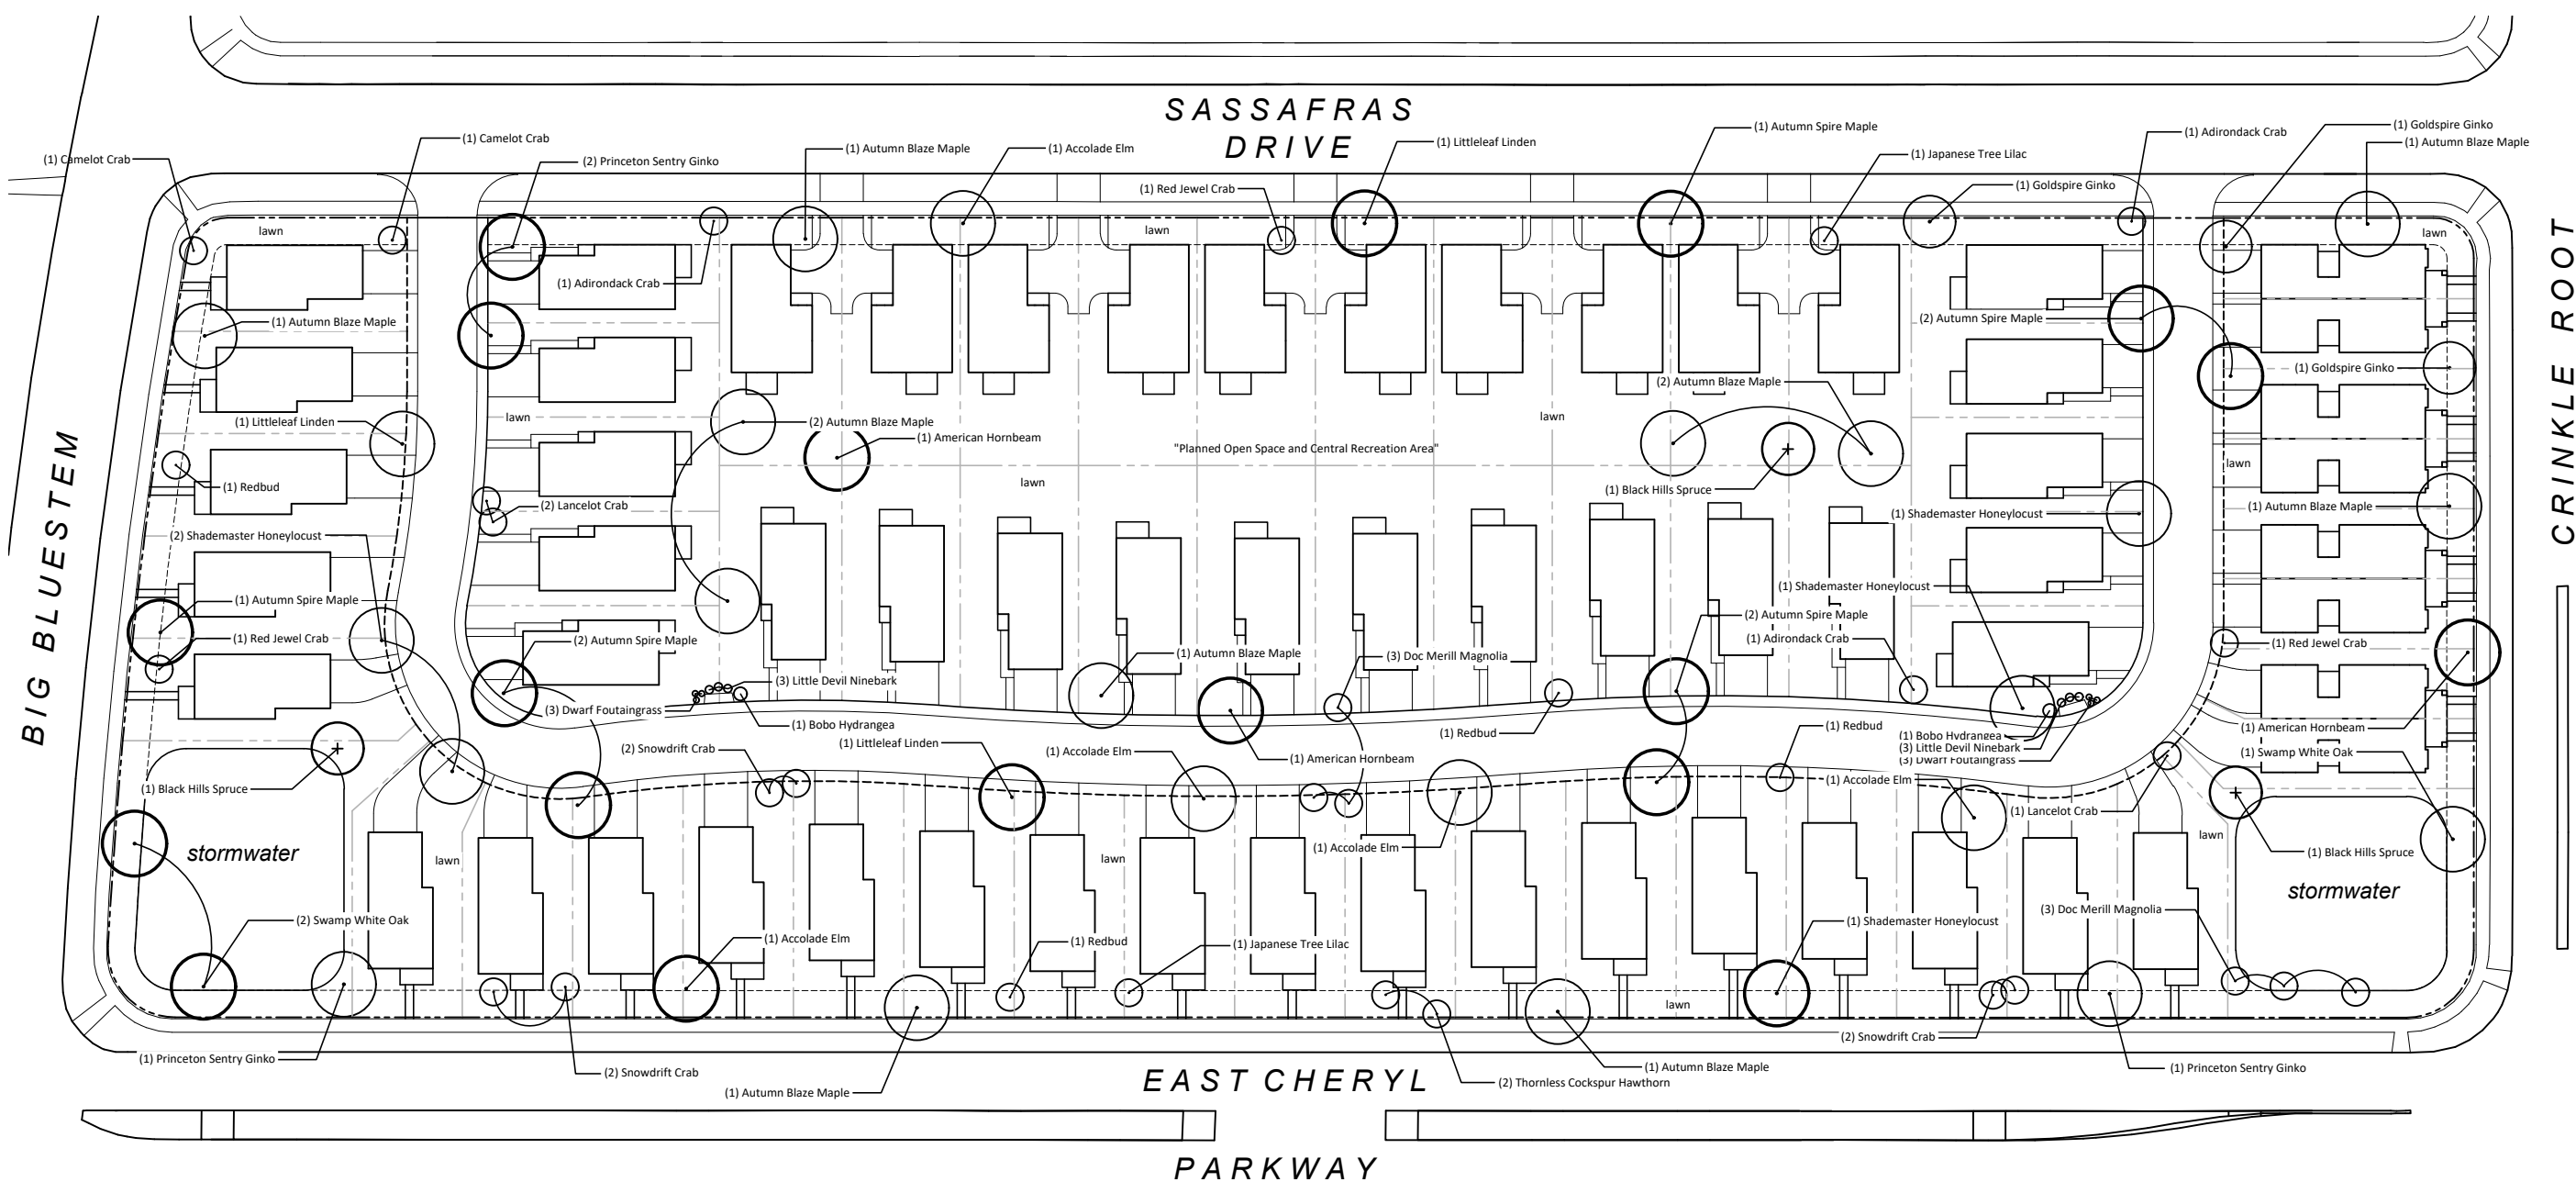 SASSAFRAS
DRIVE
(1) Camelot Crab
(1) Camelot Crab
(2) Princeton Sentry Ginko
(1) Autumn Blaze Maple
(1) Accolade Elm
(1) Red Jewel Crab
(1) Littleleaf Linden
(1) Autumn Spire Maple
(1) Japanese Tree Lilac
(1) Goldspire Ginko
(1) Adirondack Crab
(1) Goldspire Ginko
(1) Autumn Blaze Maple
lawn
lawn
lawn
(1) Adirondack Crab
(1) Autumn Blaze Maple
(2) Autumn Spire Maple
(1) Goldspire Ginko
(2) Autumn Blaze Maple
(1) Littleleaf Linden
lawn
(2) Autumn Blaze Maple
(1) American Hornbeam
lawn
"Planned Open Space and Central Recreation Area"
lawn
lawn
(1) Redbud
(2) Lancelot Crab
(1) Black Hills Spruce
(1) Shademaster Honeylocust
(1) Autumn Blaze Maple
(2) Shademaster Honeylocust
BIG BLUESTEM
CRINKLE ROOT
(1) Autumn Spire Maple
(1) Red Jewel Crab
(2) Autumn Spire Maple
(1) Shademaster Honeylocust
(2) Autumn Spire Maple
(1) Adirondack Crab
(1) Red Jewel Crab
(1) Autumn Blaze Maple
(3) Doc Merill Magnolia
(3) Little Devil Ninebark
(3) Dwarf Foutaingrass
(1) Bobo Hydrangea
(1) Redbud
(1) Redbud
(1) Bobo Hydrangea
(3) Little Devil Ninebark
(3) Dwarf Foutaingrass
(1) American Hornbeam
(1) Swamp White Oak
(2) Snowdrift Crab
(1) Littleleaf Linden
(1) Accolade Elm
(1) American Hornbeam
(1) Accolade Elm
(1) Black Hills Spruce
(1) Lancelot Crab
lawn
(1) Black Hills Spruce
stormwater
lawn
lawn
(1) Accolade Elm
stormwater
(2) Swamp White Oak
(1) Accolade Elm
(1) Redbud
(1) Japanese Tree Lilac
(1) Shademaster Honeylocust
(3) Doc Merill Magnolia
lawn
(1) Princeton Sentry Ginko
(2) Snowdrift Crab
(1) Autumn Blaze Maple
(2) Thornless Cockspur Hawthorn
(1) Autumn Blaze Maple
(2) Snowdrift Crab
(1) Princeton Sentry Ginko
EAST CHERYL
PARKWAY